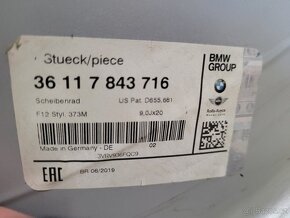 Stueck/piece
BMW
GROUP
36 11 7 843 716
Scheibenrad
US Pat. D655,661
F12 Styl. 373M
9,0Jx20
Made in Germany - DE
02
EAC
BR 06/2019